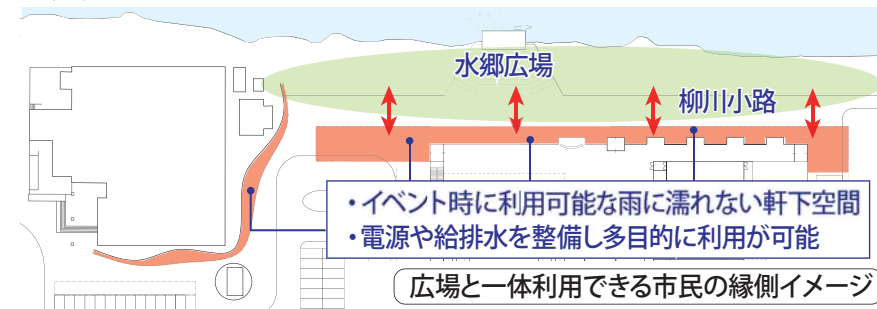 水郷広場
柳川小路
・イベント時に利用可能な雨に濡れない軒下空間
・電源や給排水を整備し多目的に利用が可能
広場と一体利用できる市民の縁側イメージ